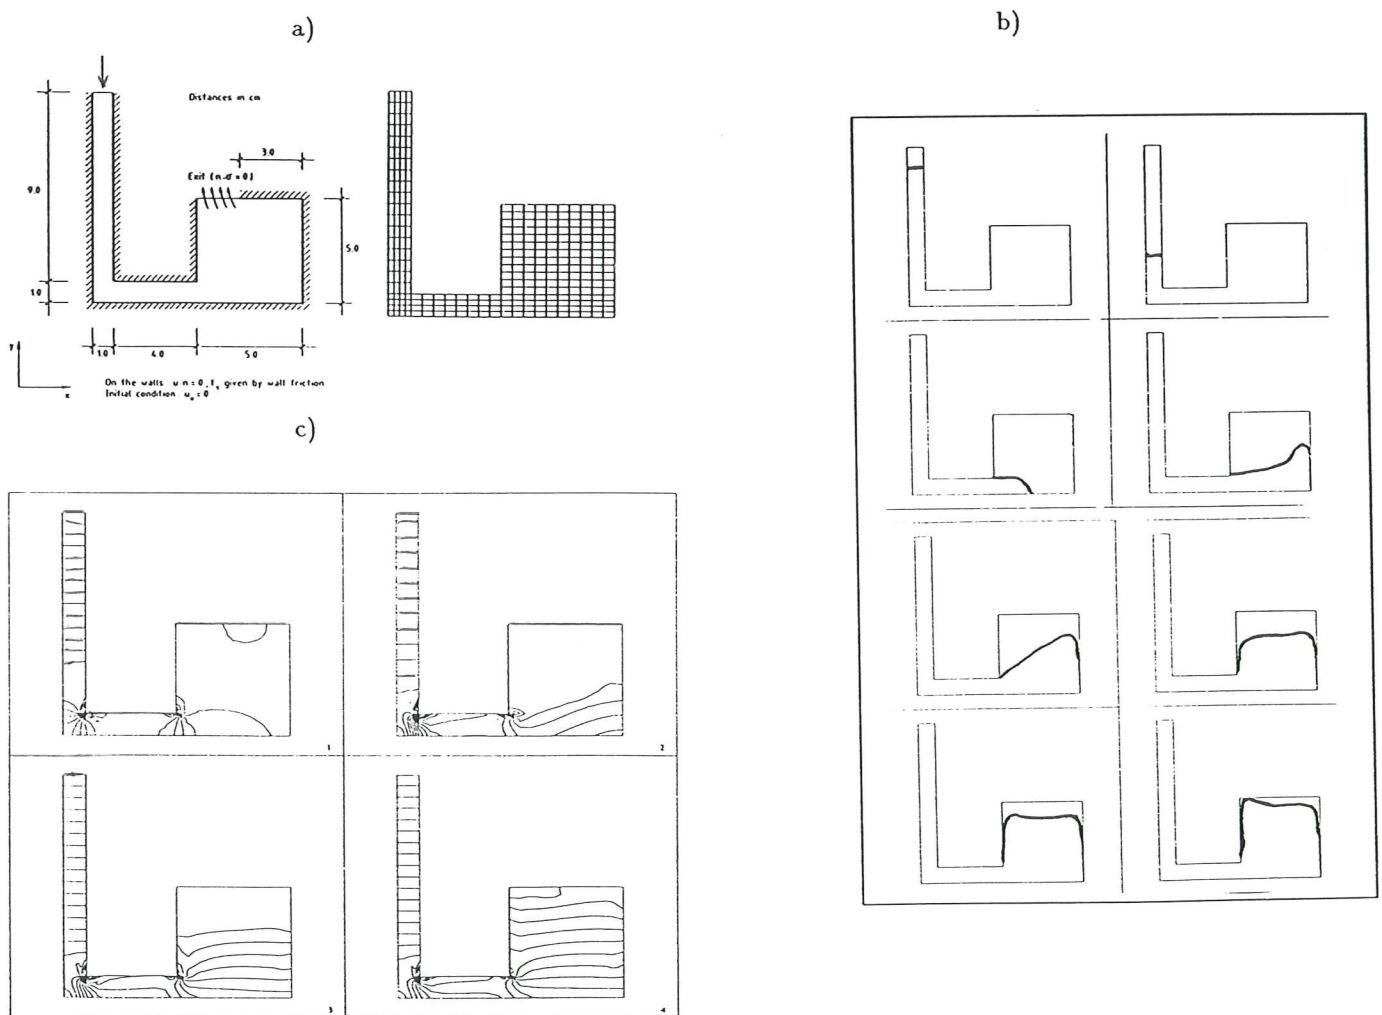 a)
Distances in cm
3.0
Exit (n·σ=0)
9.0
5.0
1.0
1.0
4.0
5.0
y
x
On the walls u·n=0, t given by wall friction
Initial condition u =0
b)
c)
1
2
3
4